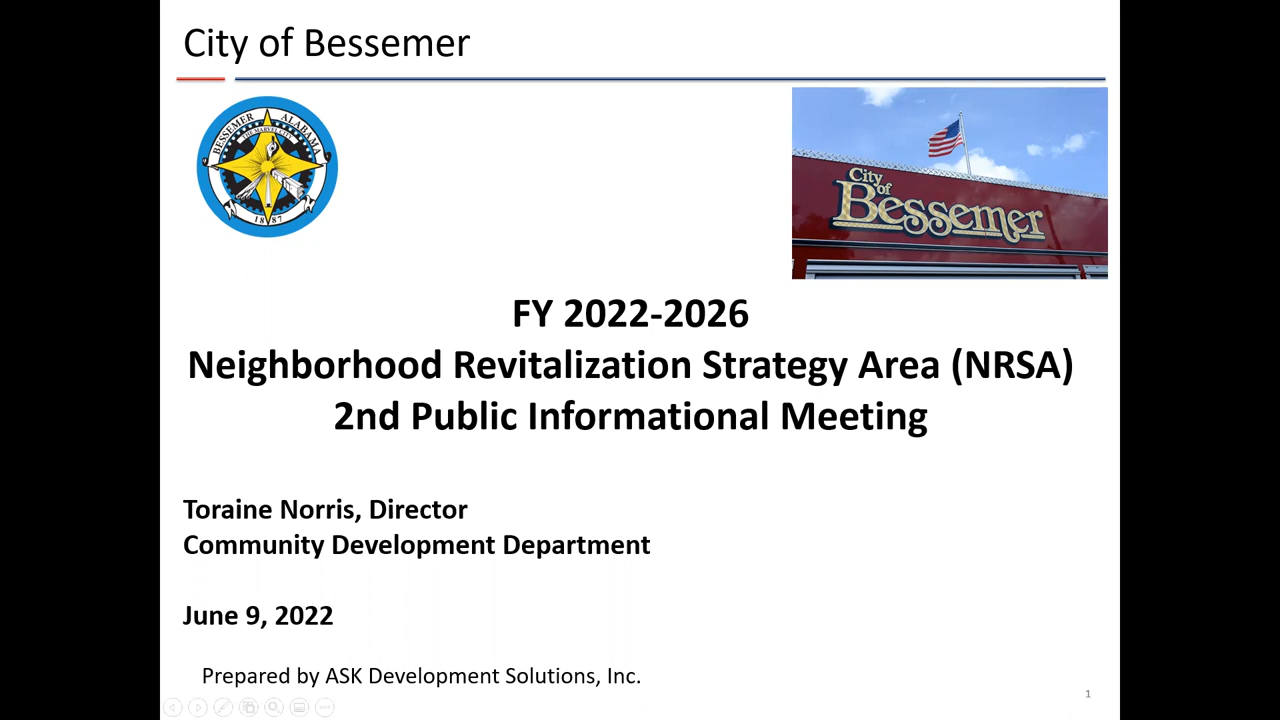 City of Bessemer
BESSEMER ALABAMA
THE MARVEL CITY
1887
City
of
Bessemer
FY 2022-2026
Neighborhood Revitalization Strategy Area (NRSA)
2nd Public Informational Meeting
Toraine Norris, Director
Community Development Department
June 9, 2022
Prepared by ASK Development Solutions, Inc.
1